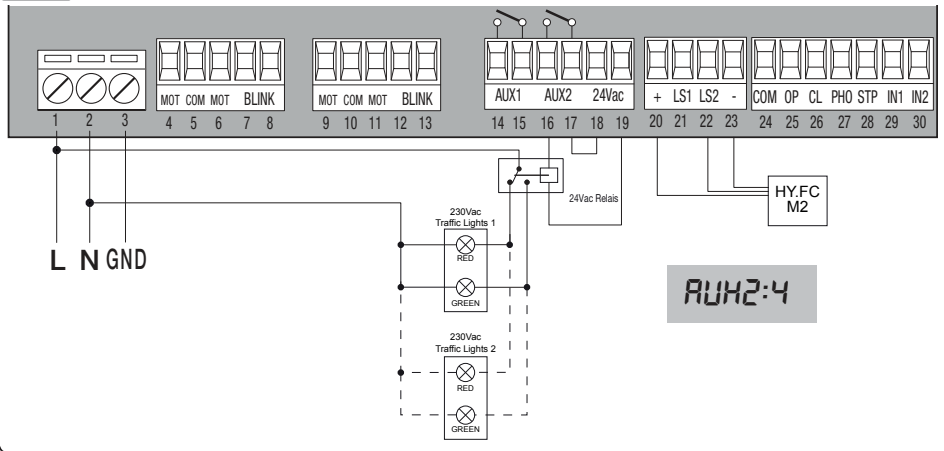 MOT COM MOT BLINK
MOT COM MOT BLINK
AUX1 AUX2 24Vac
+ LS1 LS2 -
COM OP CL PHO STP IN1 IN2
1 2 3
4 5 6 7 8
9 10 11 12 13
14 15 16 17 18 19
20 21 22 23
24 25 26 27 28 29 30
24Vac Relais
HY.FC
M2
L N GND
230Vac
Traffic Lights 1
RED
GREEN
AUX2:4
230Vac
Traffic Lights 2
RED
GREEN